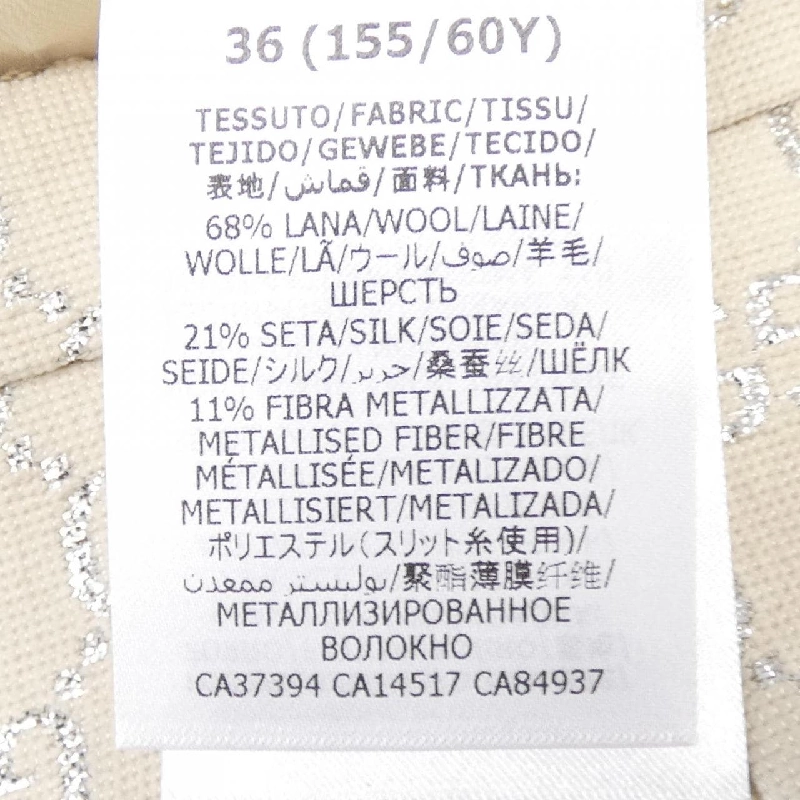 36 (155/60Y)
TESSUTO/FABRIC/TISSU/
TEJIDO/GEWEBE/TECIDO/
表地/قماش/面料/ТКАНЬ:
68% LANA/WOOL/LAINE/
WOLLE/LÃ/ウール/صوف/羊毛/
ШЕРСТЬ
21% SETA/SILK/SOIE/SEDA/
SEIDE/シルク/حرير/桑蚕丝/ШЁЛК
11% FIBRA METALLIZZATA/
METALLISED FIBER/FIBRE
MÉTALLISÉE/METALIZADO/
METALLISIERT/METALIZADA/
ポリエステル(スリット糸使用)/
بوليستر ممعدن/聚酯薄膜纤维/
МЕТАЛЛИЗИРОВАННОЕ
ВОЛОКНО
CA37394 CA14517 CA84937